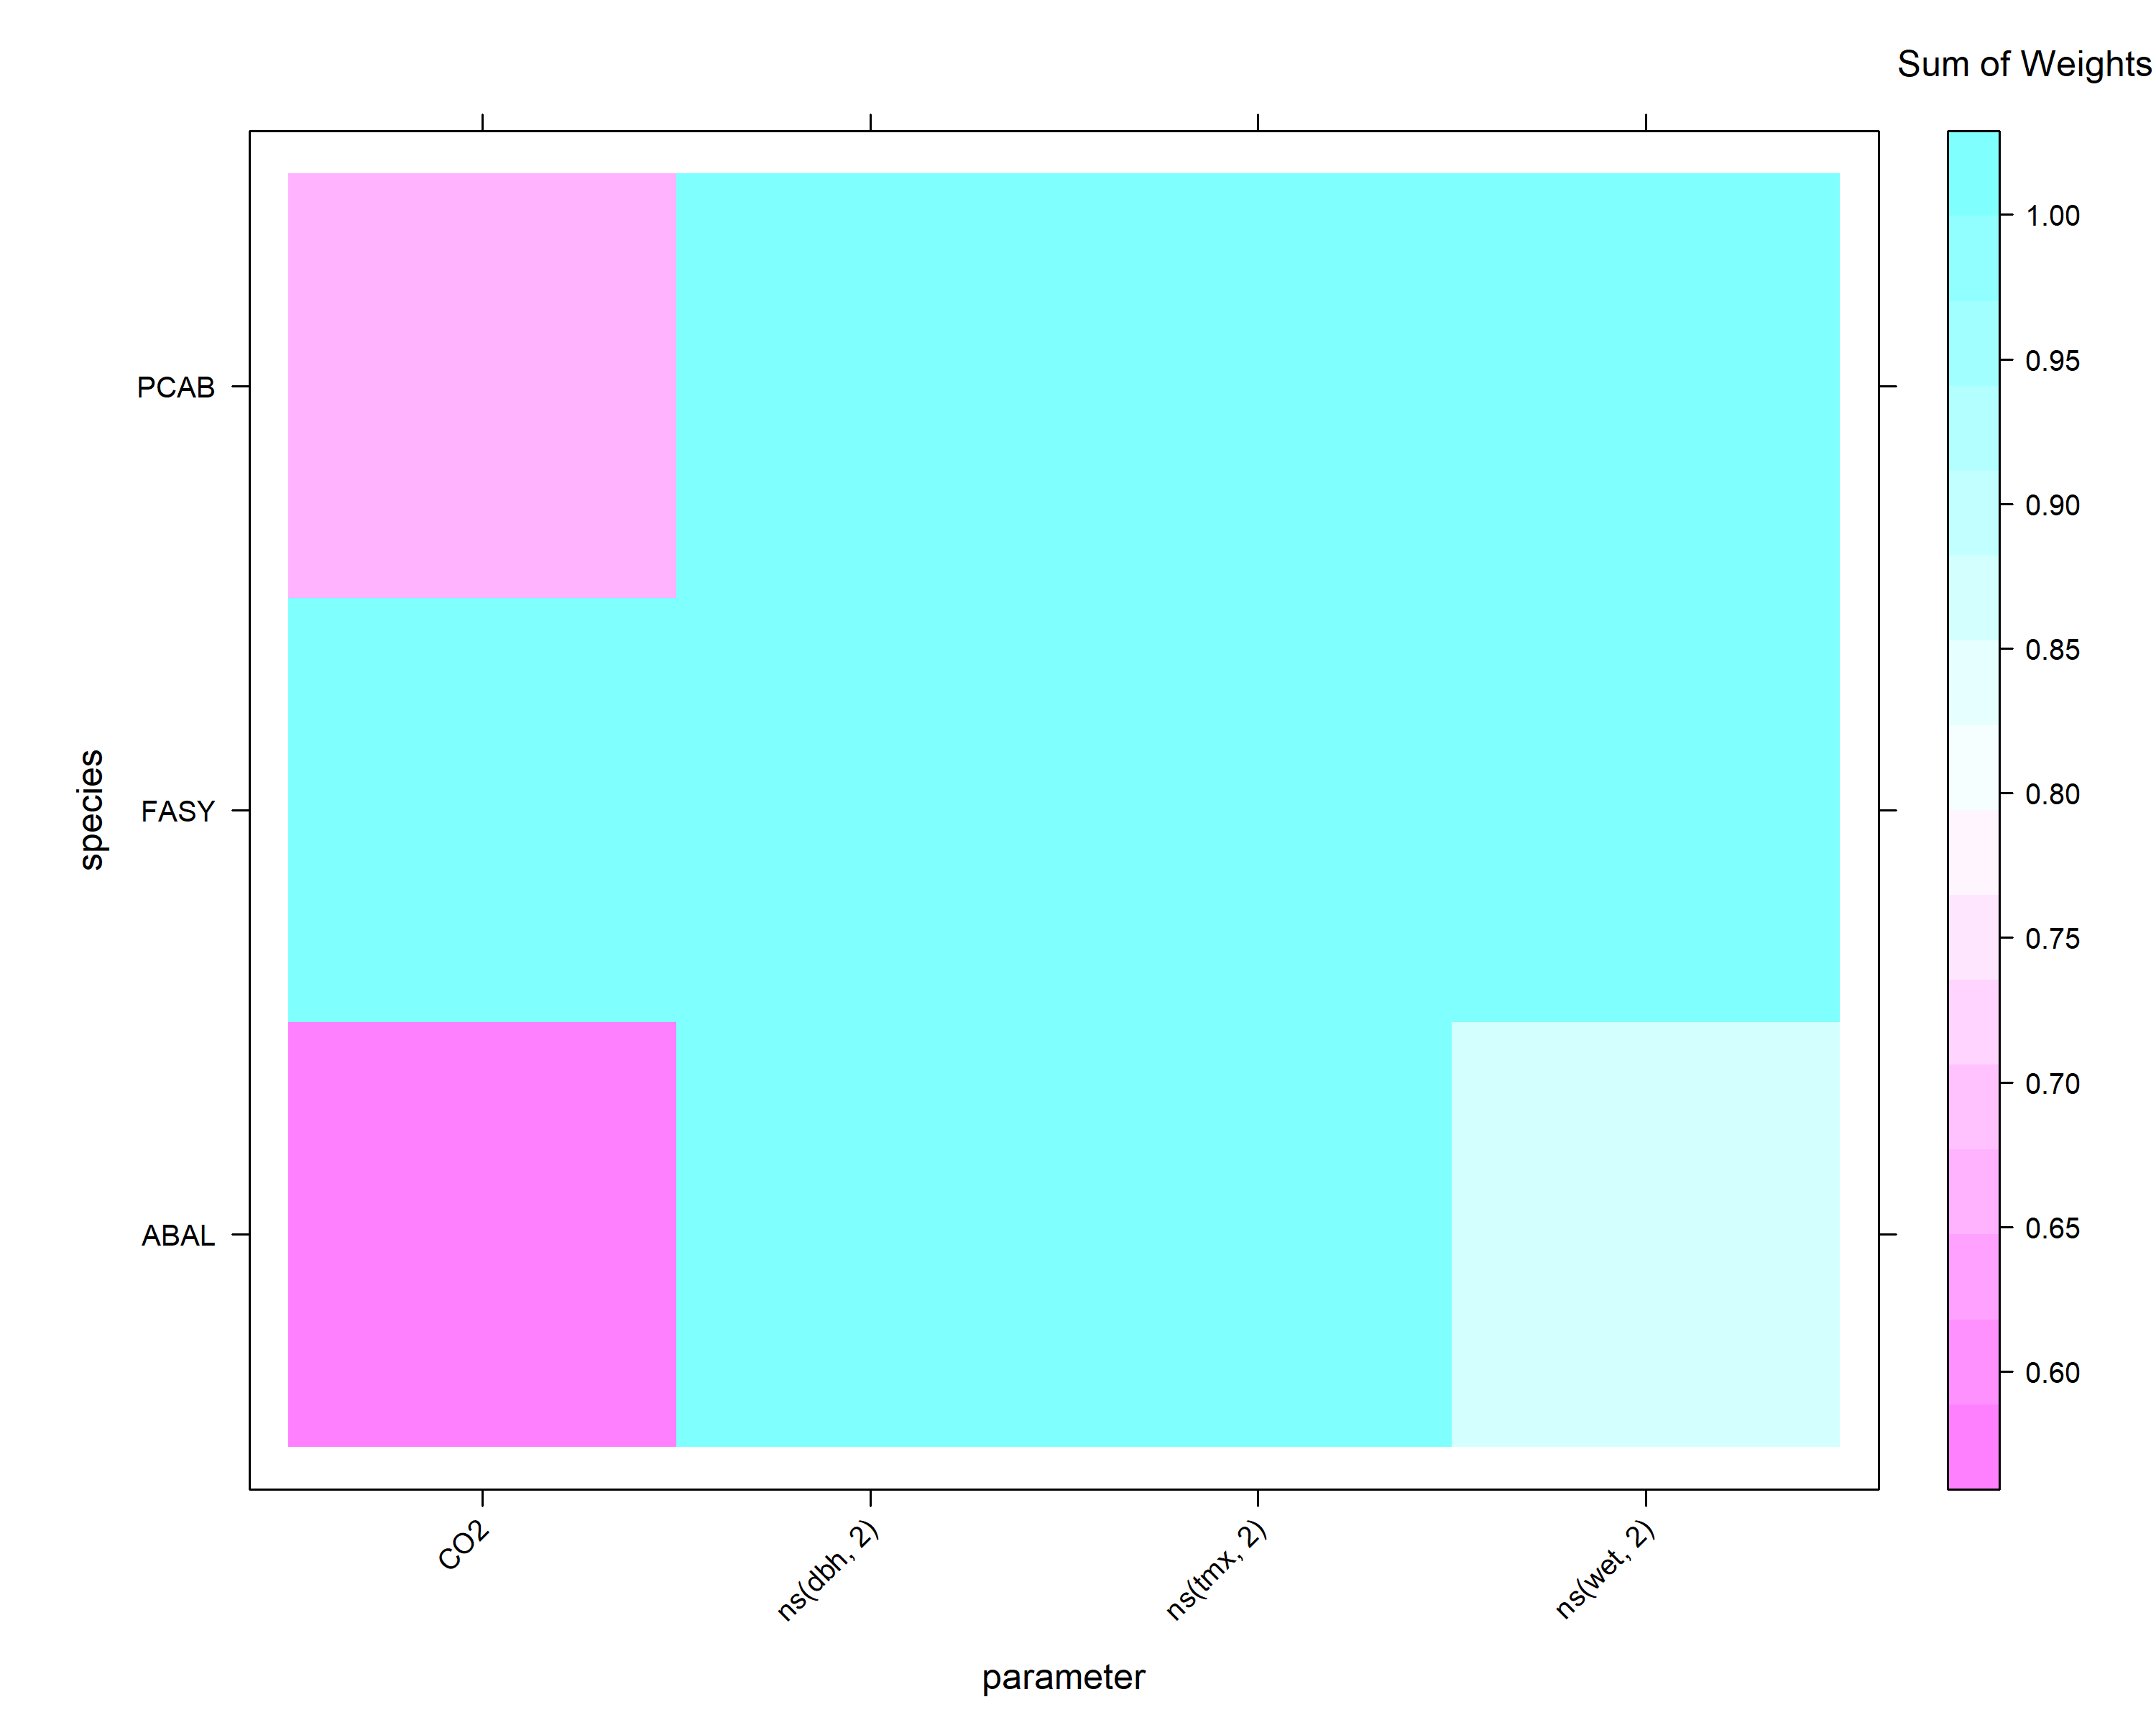 Sum of Weights
1.00
0.95
0.90
0.85
0.80
0.75
0.70
0.65
0.60
species
PCAB
FASY
ABAL
CO2
ns(dbh, 2)
ns(tmx, 2)
ns(wet, 2)
parameter